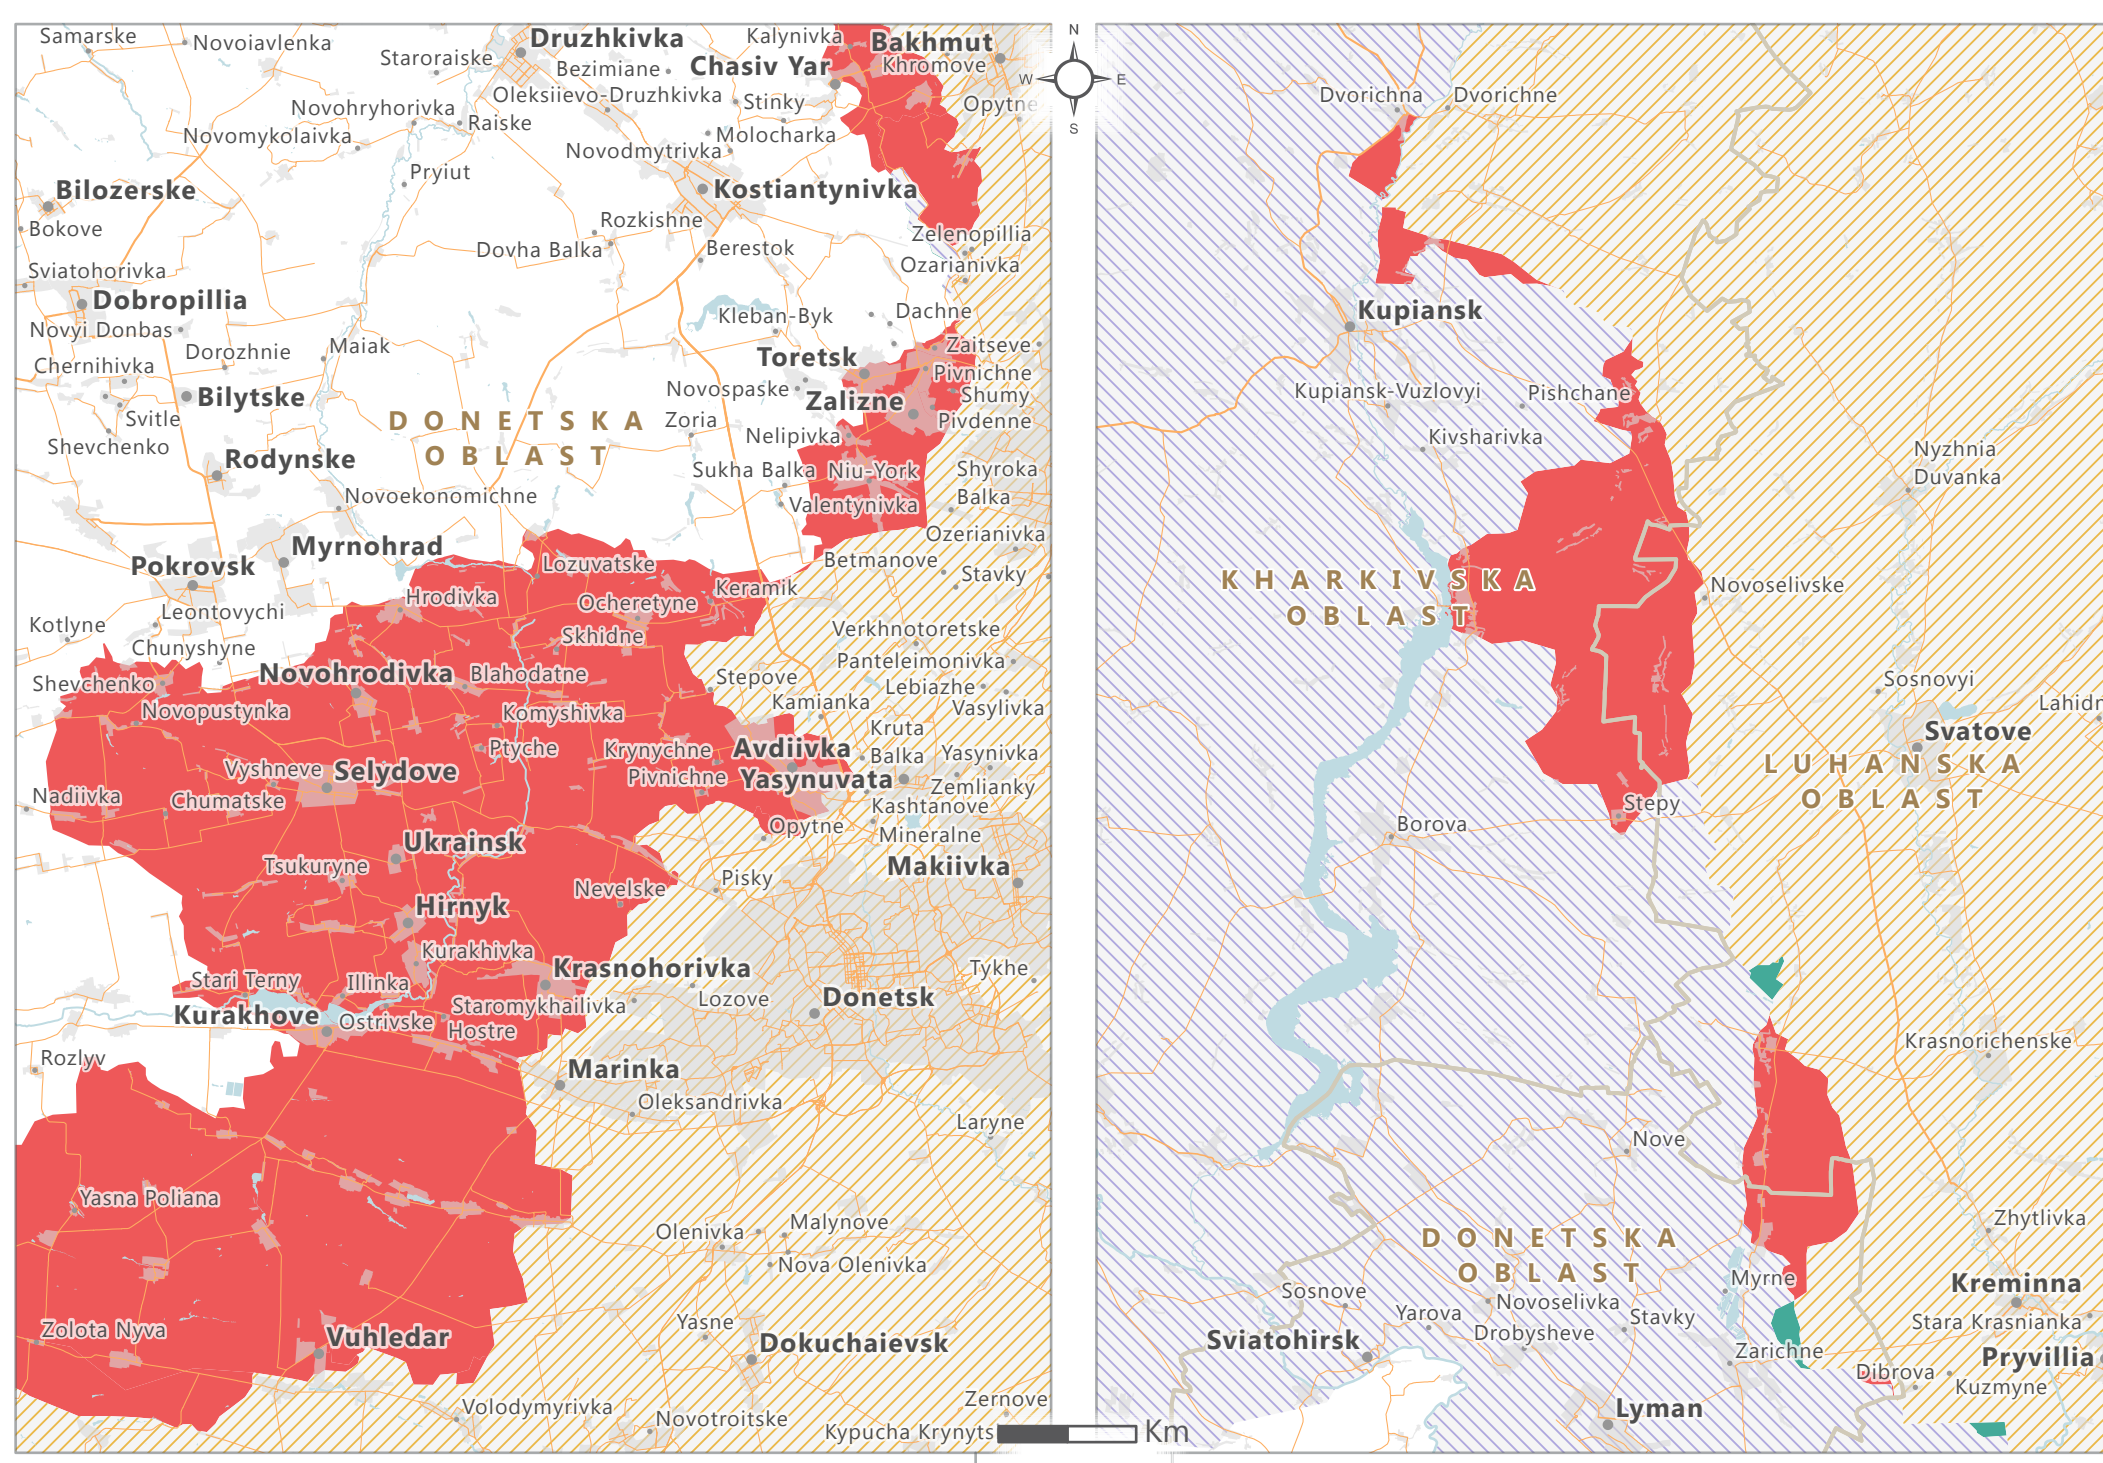 Samarske
Novoiavlenka
Druzhkivka
Kalynivka
Bakhmut
Staroraiske
Bezimiane
Chasiv Yar
Khromove
Novohryhorivka
Oleksiievo-Druzhkivka
Stinky
Opytne
Raiske
Novomykolaivka
Molocharka
Novodmytrivka
Pryiut
Bilozerske
Kostiantynivka
Bokove
Rozkishne
Zelenopillia
Dovha Balka
Berestok
Ozarianivka
Sviatohorivka
Dobropillia
Dachne
Kleban-Byk
Novyi Donbas
Dorozhnie
Maiak
Toretsk
Zaitseve
Chernihivka
Pivnichne
Bilytske
Novospaske
Zalizne
Shumy
Svitle
DONETSKA
OBLAST
Zoria
Pivdenne
Shevchenko
Nelipivka
Rodynske
Sukha Balka
Niu-York
Shyroka
Balka
Novoekonomichne
Valentynivka
Ozerianivka
Myrnohrad
Pokrovsk
Lozuvatske
Betmanove
Stavky
Keramik
Leontovychi
Hrodivka
Ocheretyne
Kotlyne
Skhidne
Verkhnotoretske
Chunyshyne
Panteleimonivka
Shevchenko
Novohrodivka
Blahodatne
Stepove
Lebiazhe
Novopustynka
Komyshivka
Kamianka
Vasylivka
Kruta
Balka
Ptyche
Krynychne
Avdiivka
Yasynivka
Vyshneve
Selydove
Pivnichne
Yasynuvata
Zemlianky
Nadiivka
Chumatske
Kashtanove
Opytne
Mineralne
Ukrainsk
Tsukuryne
Makiivka
Nevelske
Pisky
Hirnyk
Kurakhivka
Krasnohorivka
Tykhe
Stari Terny
Illinka
Lozove
Donetsk
Staromykhailivka
Kurakhove
Ostrivske
Hostre
Rozlyv
Marinka
Oleksandrivka
Laryne
Yasna Poliana
Olenivka
Malynove
Nova Olenivka
Zolota Nyva
Vuhledar
Yasne
Dokuchaievsk
Volodymyrivka
Novotroitske
Zernove
Kypucha Krynyts
Km
N
W
E
S
Dvorichna
Dvorichne
Kupiansk
Kupiansk-Vuzlovyi
Pishchane
Kivsharivka
Nyzhnia
Duvanka
KHARKIVSKA
OBLAST
Novoselivske
Sosnovyi
Lahidn
Svatove
LUHANSKA
OBLAST
Stepy
Borova
Krasnorichenske
Nove
Zhytlivka
DONETSKA
OBLAST
Myrne
Kreminna
Sosnove
Yarova
Novoselivka
Stavky
Stara Krasnianka
Sviatohirsk
Drobysheve
Zarichne
Pryvillia
Dibrova
Kuzmyne
Lyman